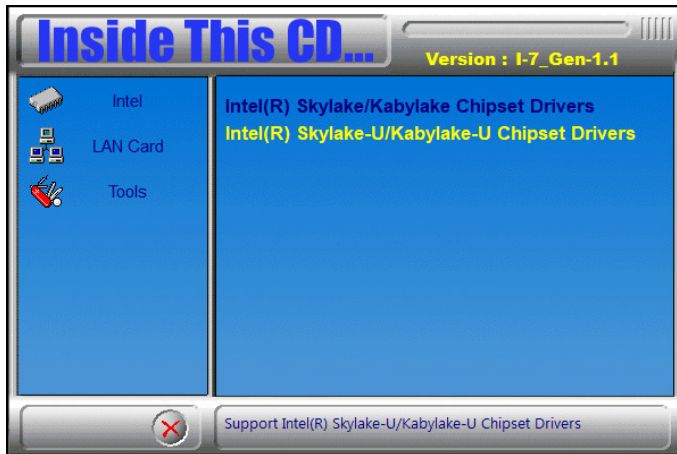 Inside This CD...
Version : I-7_Gen-1.1
Intel
LAN Card
Tools
Intel(R) Skylake/Kabylake Chipset Drivers
Intel(R) Skylake-U/Kabylake-U Chipset Drivers
Support Intel(R) Skylake-U/Kabylake-U Chipset Drivers